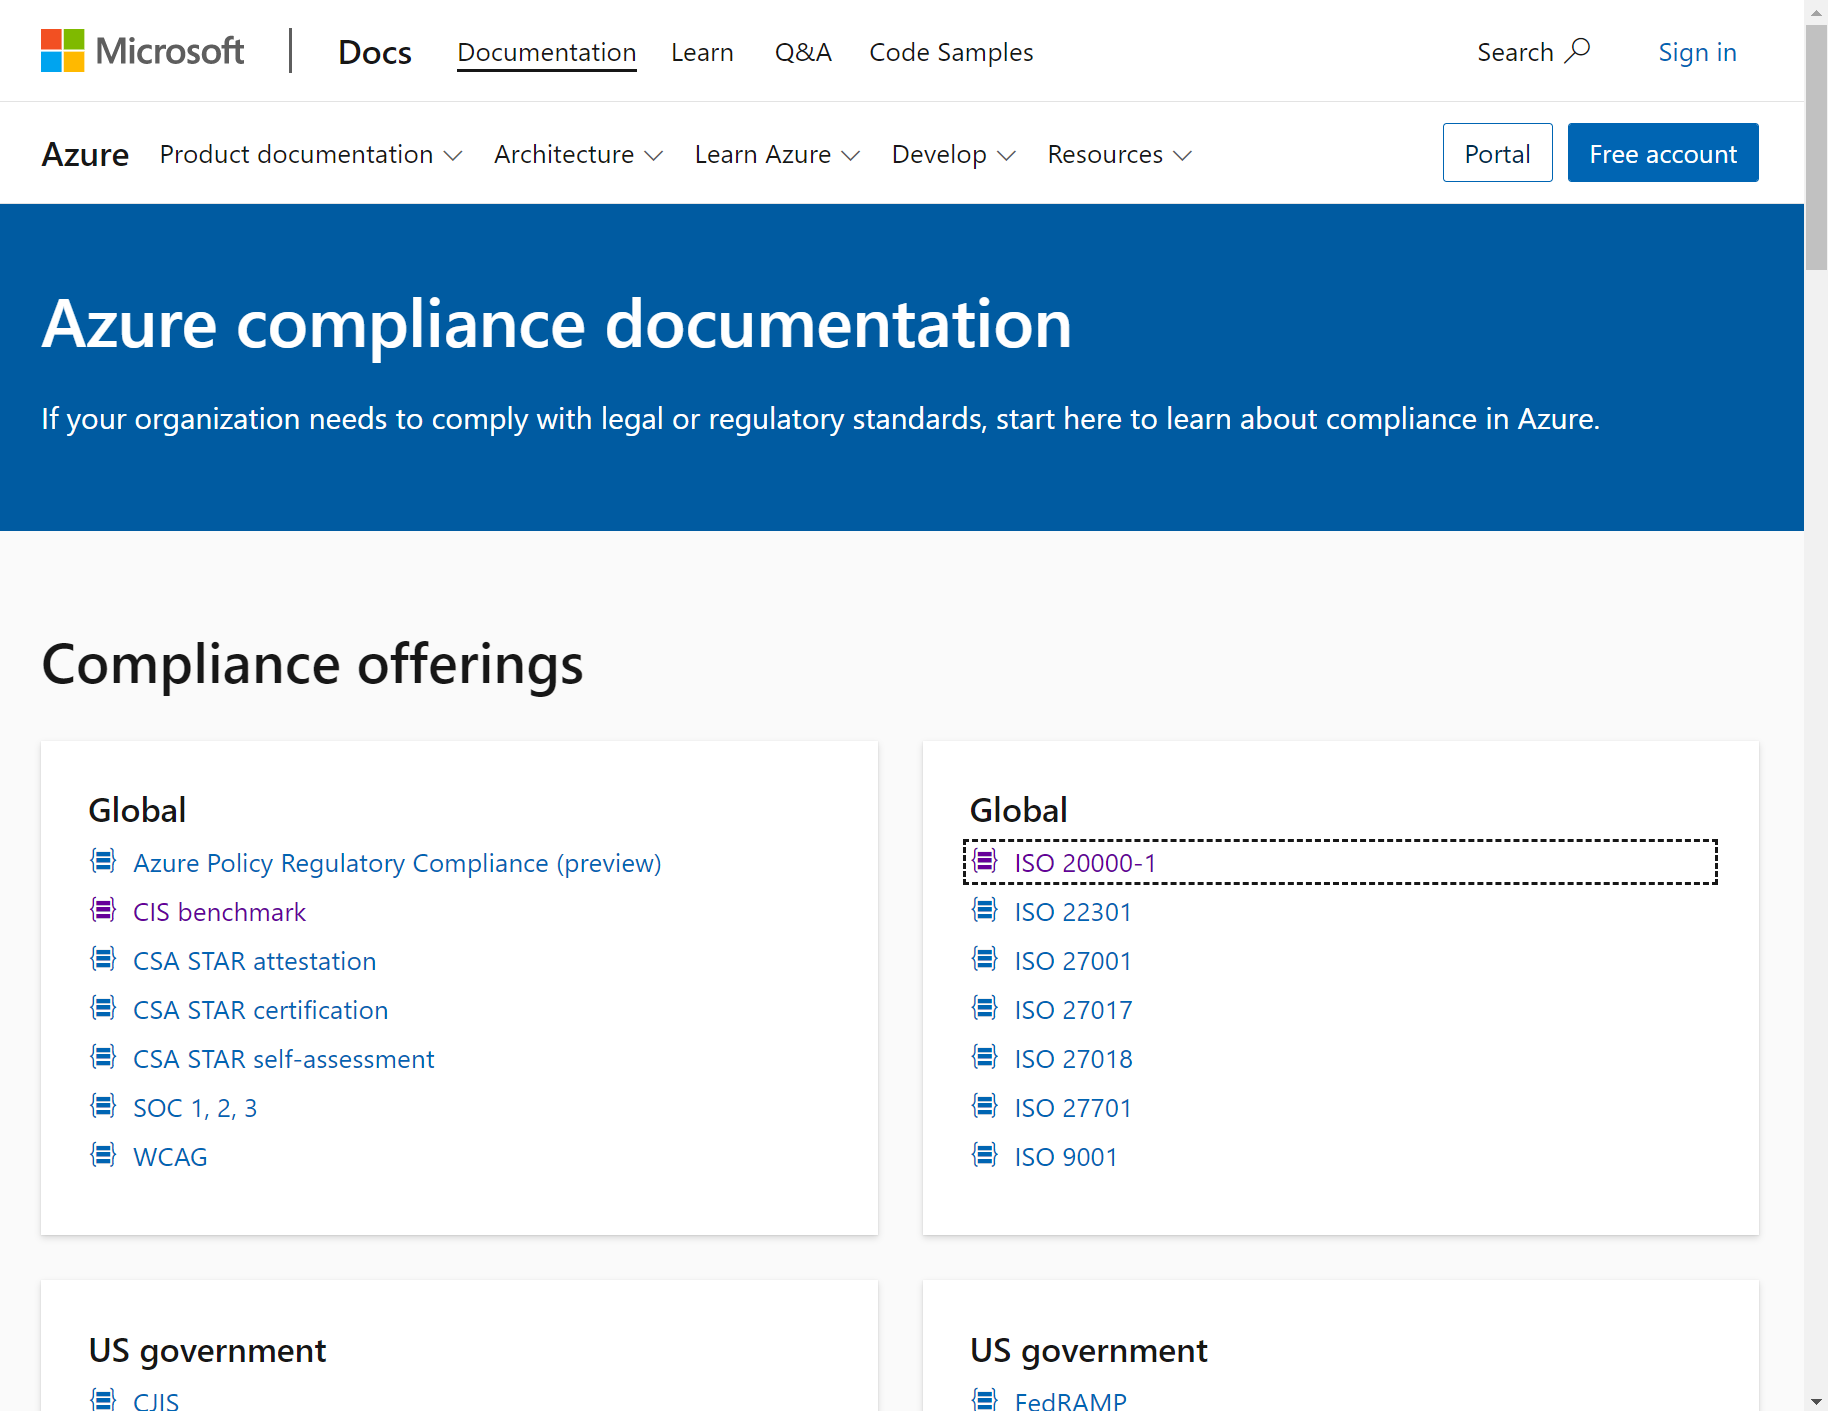 Microsoft Docs Documentation Learn Q&A Code Samples Search Sign in
Azure Product documentation Architecture Learn Azure Develop Resources Portal Free account
Azure compliance documentation
If your organization needs to comply with legal or regulatory standards, start here to learn about compliance in Azure.
Compliance offerings
Global
Azure Policy Regulatory Compliance (preview)
CIS benchmark
CSA STAR attestation
CSA STAR certification
CSA STAR self-assessment
SOC 1, 2, 3
WCAG
Global
ISO 20000-1
ISO 22301
ISO 27001
ISO 27017
ISO 27018
ISO 27701
ISO 9001
US government
CJIS
US government
FedRAMP